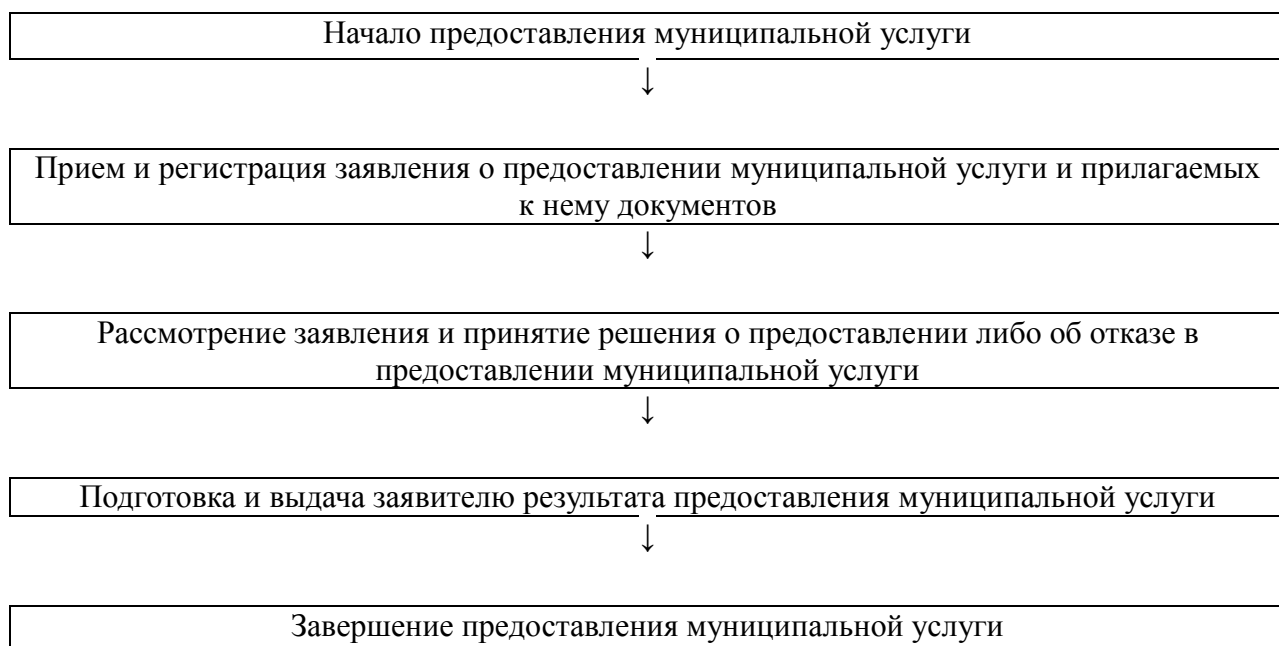 Начало предоставления муниципальной услуги
↓
Прием и регистрация заявления о предоставлении муниципальной услуги и прилагаемых
к нему документов
↓
Рассмотрение заявления и принятие решения о предоставлении либо об отказе в
предоставлении муниципальной услуги
↓
Подготовка и выдача заявителю результата предоставления муниципальной услуги
↓
Завершение предоставления муниципальной услуги